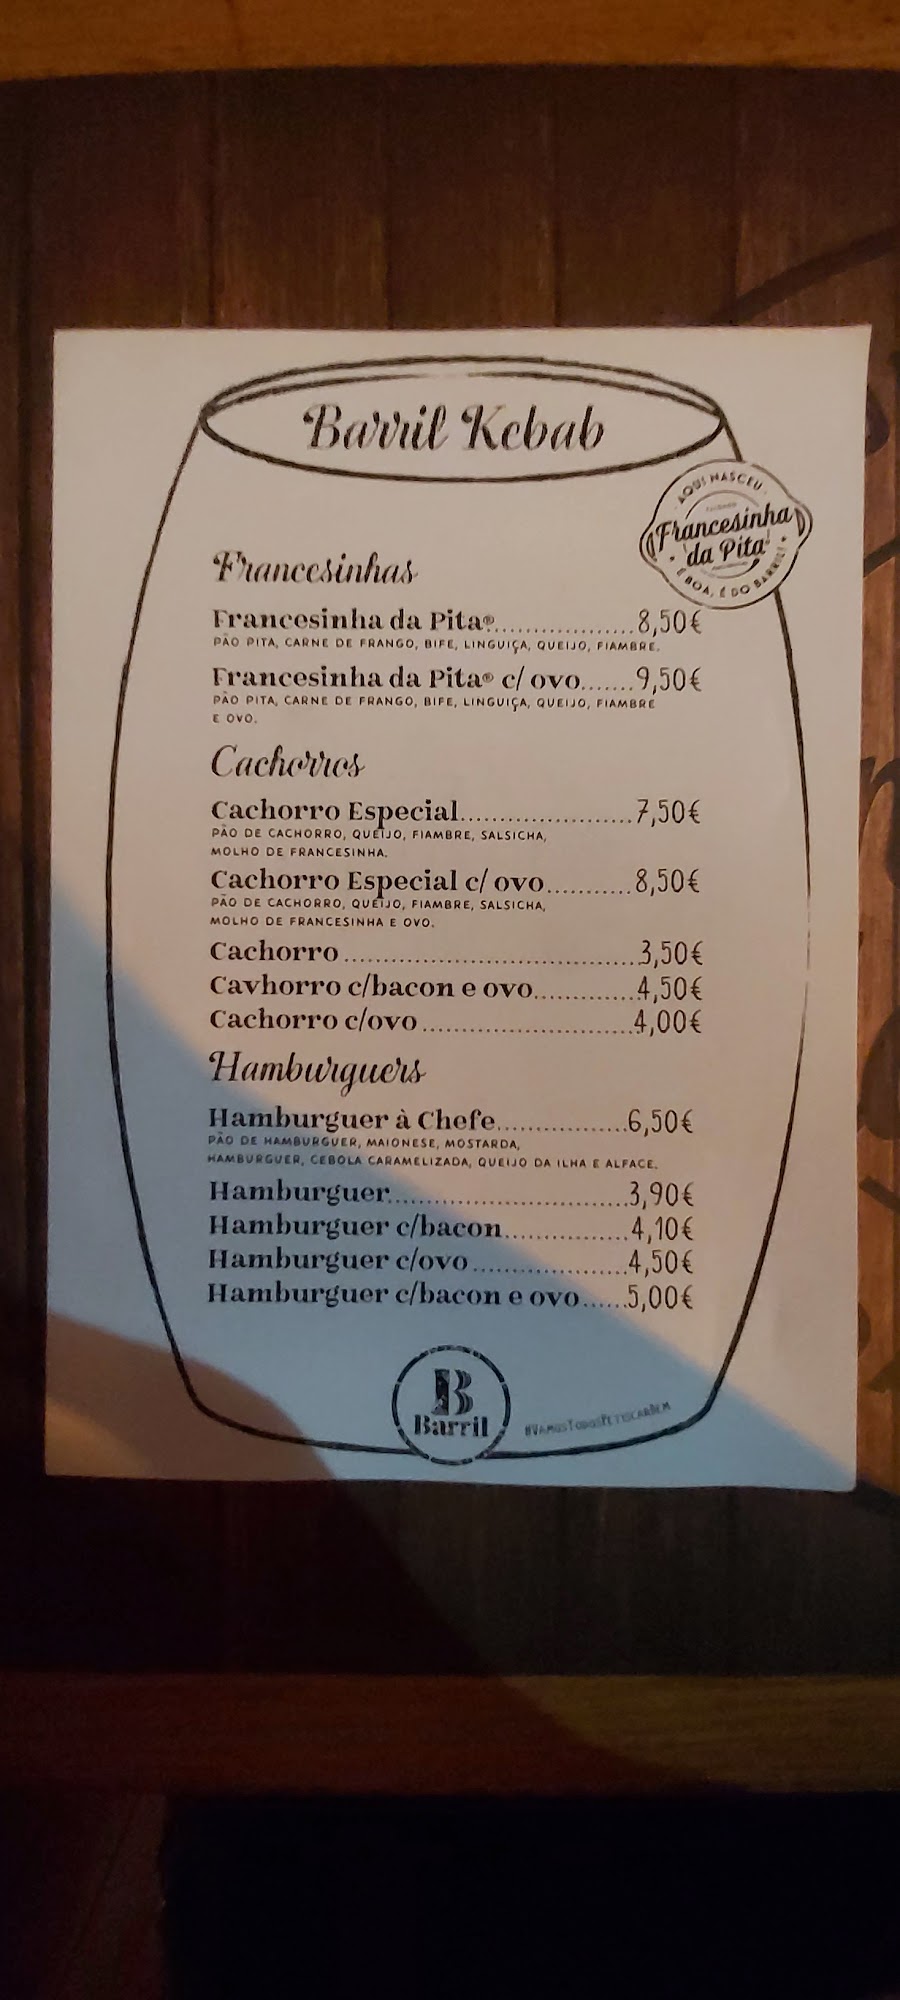 Barril Kebab
AQUI NASCEU
Francesinha
da Pita
É BOA, É DO BARRIL!
Francesinhas
Francesinha da Pita®....................8,50€
PÃO PITA, CARNE DE FRANGO, BIFE, LINGUIÇA, QUEIJO, FIAMBRE.
Francesinha da Pita® c/ ovo.......9,50€
PÃO PITA, CARNE DE FRANGO, BIFE, LINGUIÇA, QUEIJO, FIAMBRE
E OVO.
Cachorros
Cachorro Especial.........................7,50€
PÃO DE CACHORRO, QUEIJO, FIAMBRE, SALSICHA,
MOLHO DE FRANCESINHA.
Cachorro Especial c/ ovo............8,50€
PÃO DE CACHORRO, QUEIJO, FIAMBRE, SALSICHA,
MOLHO DE FRANCESINHA E OVO.
Cachorro..........................................3,50€
Cavhorro c/bacon e ovo...............4,50€
Cachorro c/ovo...............................4,00€
Hamburguers
Hamburguer à Chefe...................6,50€
PÃO DE HAMBURGUER, MAIONESE, MOSTARDA,
HAMBURGUER, CEBOLA CARAMELIZADA, QUEIJO DA ILHA E ALFACE.
Hamburguer...................................3,90€
Hamburguer c/bacon..................4,10€
Hamburguer c/ovo.......................4,50€
Hamburguer c/bacon e ovo......5,00€
B
Barril
#VAMOSTODOSPETISCARBEM